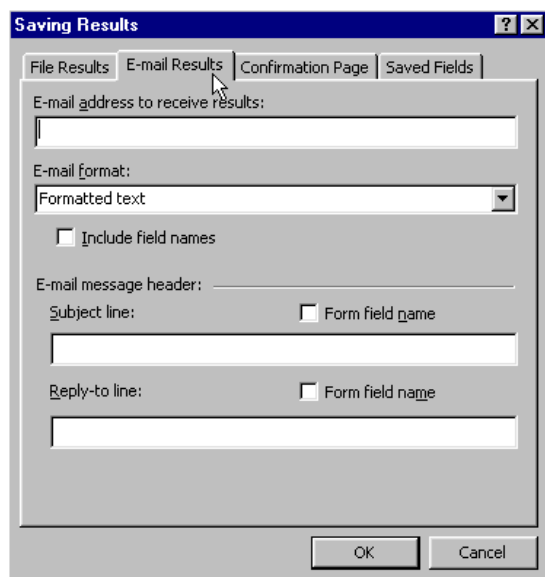 Saving Results
File Results E-mail Results Confirmation Page Saved Fields
E-mail address to receive results:
E-mail format:
Formatted text
Include field names
E-mail message header:
Subject line: Form field name
Reply-to line: Form field name
OK Cancel